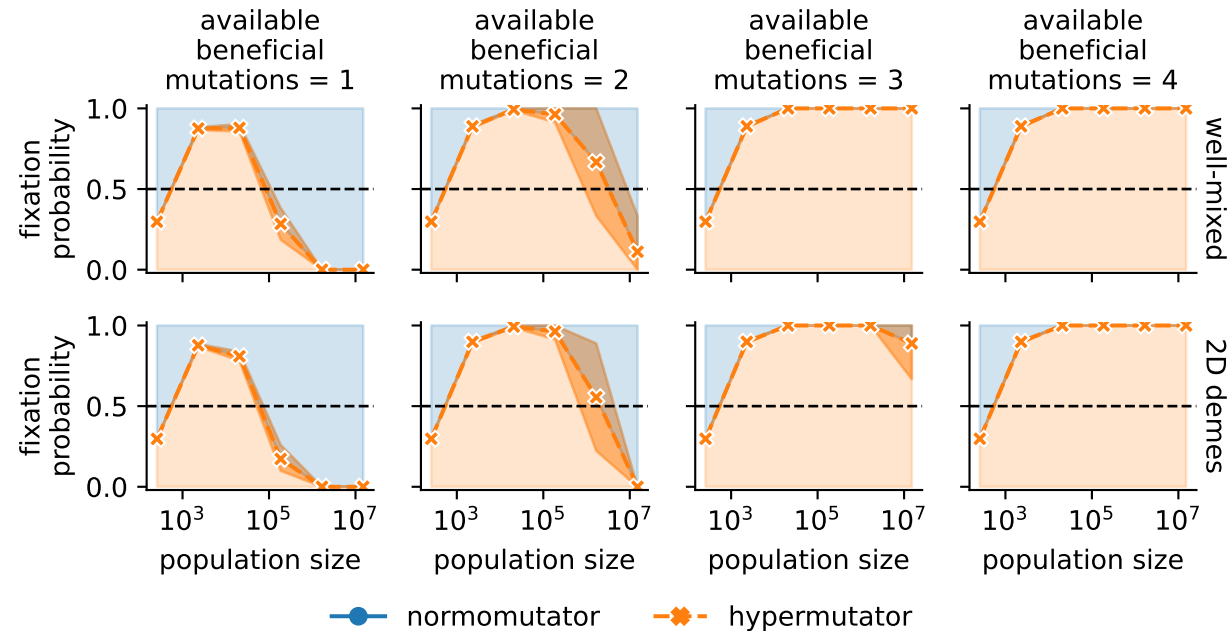 available
beneficial
mutations = 1
available
beneficial
mutations = 2
available
beneficial
mutations = 3
available
beneficial
mutations = 4
fixation
probability
1.0
0.5
0.0
well-mixed
fixation
probability
1.0
0.5
0.0
2D demes
10³ 10⁵ 10⁷
10³ 10⁵ 10⁷
10³ 10⁵ 10⁷
10³ 10⁵ 10⁷
population size
population size
population size
population size
normomutator
hypermutator